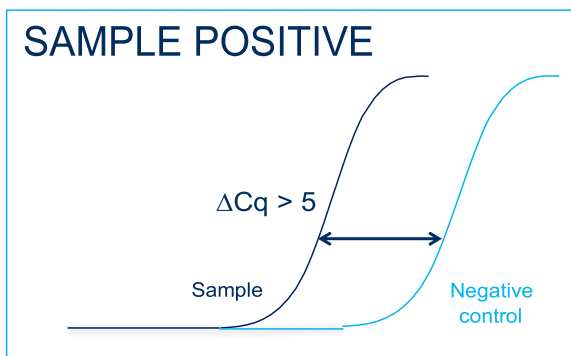 SAMPLE POSITIVE
ΔCq > 5
Sample
Negative
control